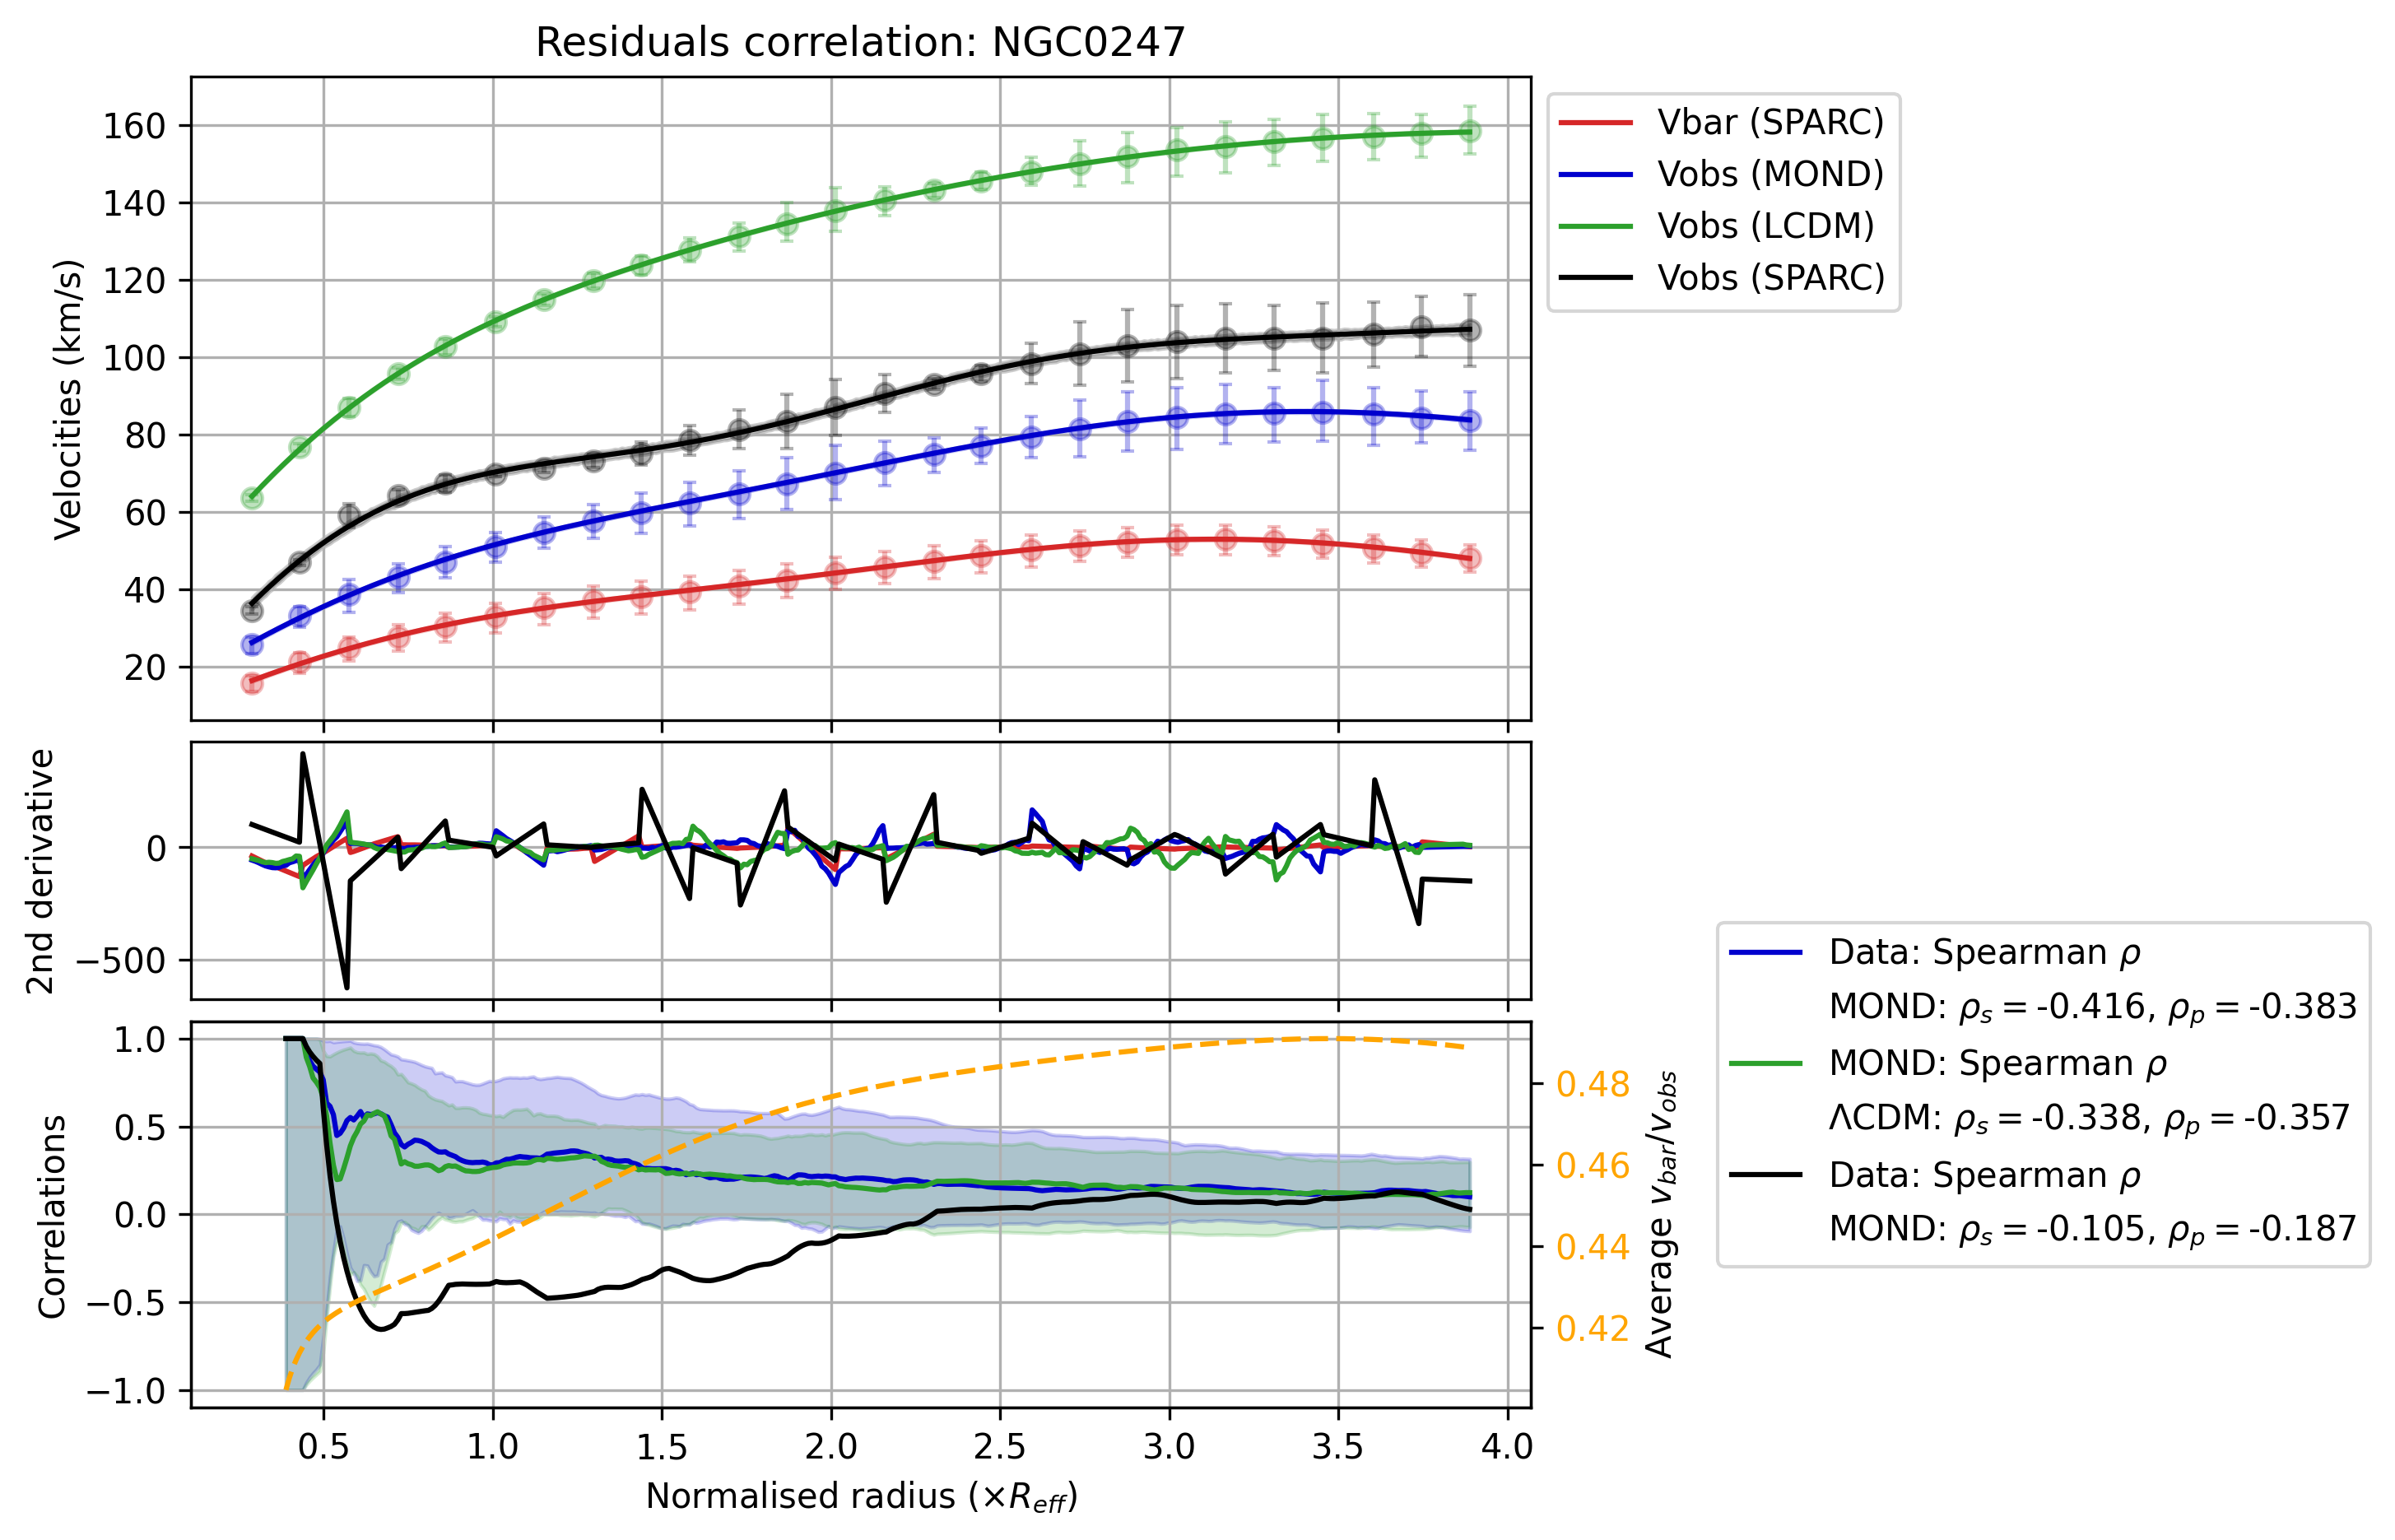 Residuals correlation: NGC0247
160
140
120
100
80
60
40
20
Velocities (km/s)
Vbar (SPARC)
Vobs (MOND)
Vobs (LCDM)
Vobs (SPARC)
0
−500
2nd derivative
1.0
0.5
0.0
−0.5
−1.0
Correlations
0.48
0.46
0.44
0.42
Average v_bar/v_obs
Data: Spearman ρ
MOND: ρ_s = -0.416, ρ_p = -0.383
MOND: Spearman ρ
ΛCDM: ρ_s = -0.338, ρ_p = -0.357
Data: Spearman ρ
MOND: ρ_s = -0.105, ρ_p = -0.187
0.5 1.0 1.5 2.0 2.5 3.0 3.5 4.0
Normalised radius (×R_eff)